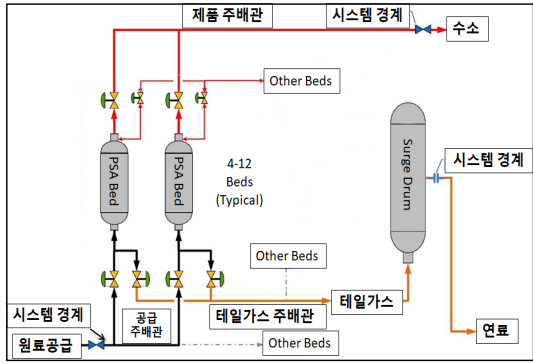 제품 주배관
시스템 경계
수소
Other Beds
PSA Bed
PSA Bed
4-12
Beds
(Typical)
Surge Drum
시스템 경계
Other Beds
시스템 경계
공급
주배관
테일가스 주배관
테일가스
연료
원료공급
Other Beds